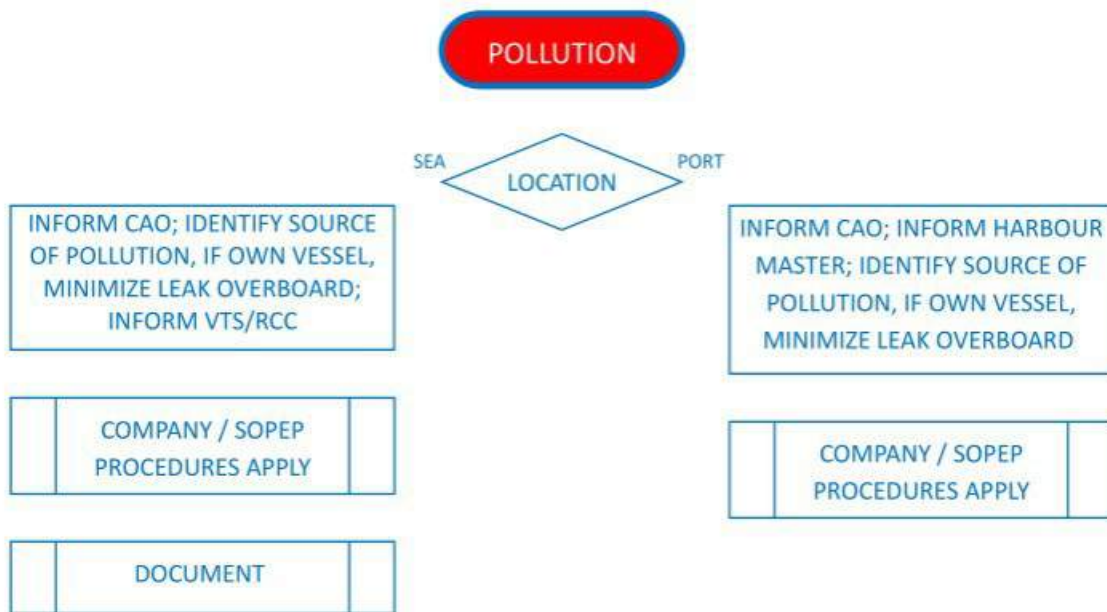 POLLUTION
SEA
PORT
LOCATION
INFORM CAO; IDENTIFY SOURCE
OF POLLUTION, IF OWN VESSEL,
MINIMIZE LEAK OVERBOARD;
INFORM VTS/RCC
INFORM CAO; INFORM HARBOUR
MASTER; IDENTIFY SOURCE OF
POLLUTION, IF OWN VESSEL,
MINIMIZE LEAK OVERBOARD
COMPANY / SOPEP
PROCEDURES APPLY
COMPANY / SOPEP
PROCEDURES APPLY
DOCUMENT